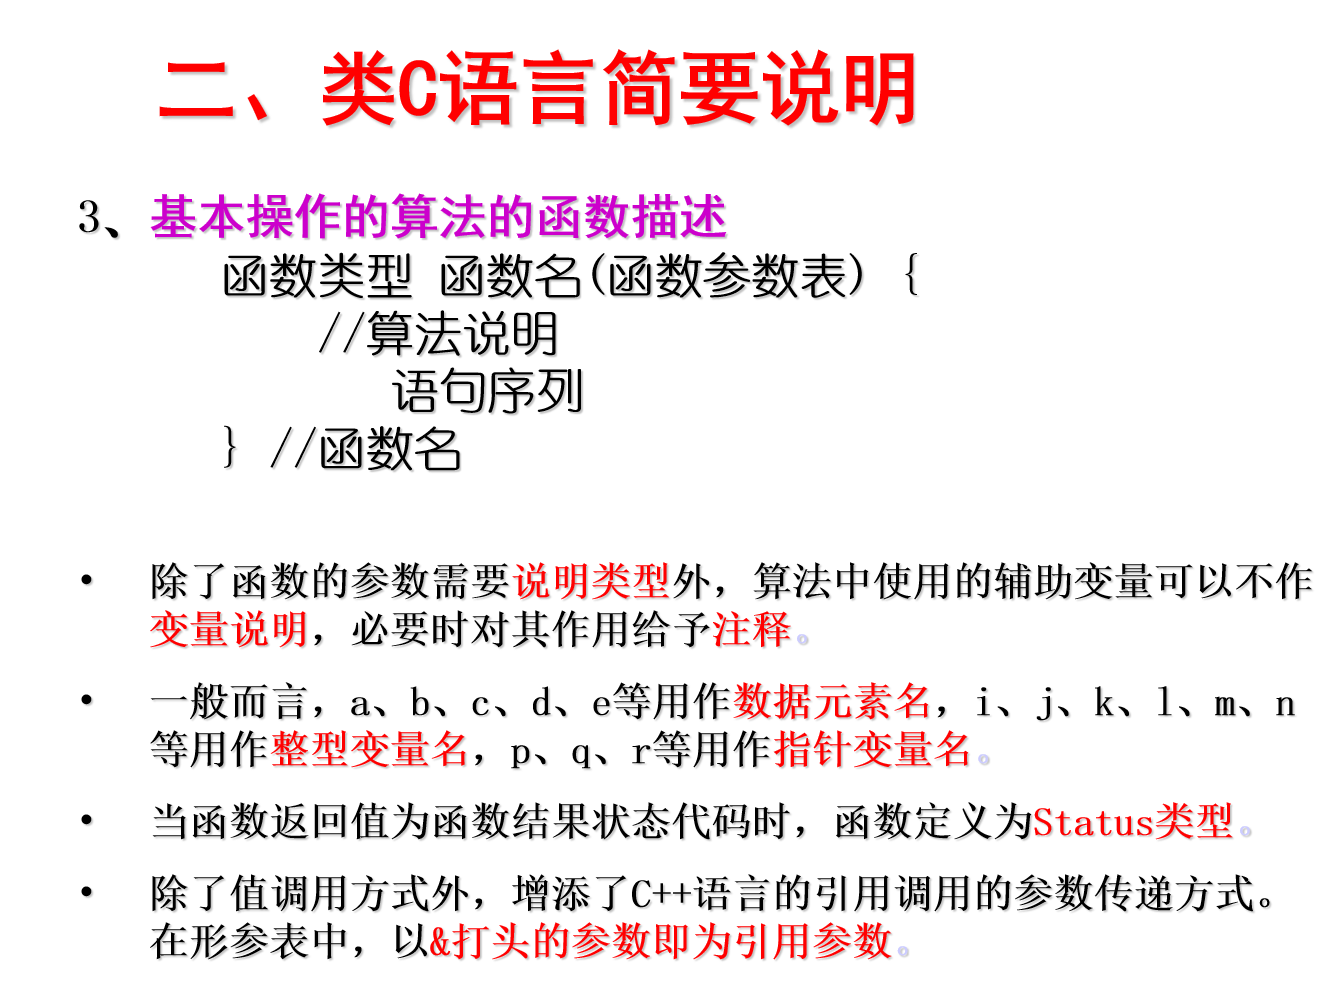 二、类C语言简要说明
3、基本操作的算法的函数描述
函数类型 函数名(函数参数表) {
//算法说明
语句序列
} //函数名
• 除了函数的参数需要说明类型外，算法中使用的辅助变量可以不作
变量说明，必要时对其作用给予注释。
• 一般而言，a、b、c、d、e等用作数据元素名，i、j、k、l、m、n
等用作整型变量名，p、q、r等用作指针变量名。
• 当函数返回值为函数结果状态代码时，函数定义为Status类型。
• 除了值调用方式外，增添了C++语言的引用调用的参数传递方式。
在形参表中，以&打头的参数即为引用参数。